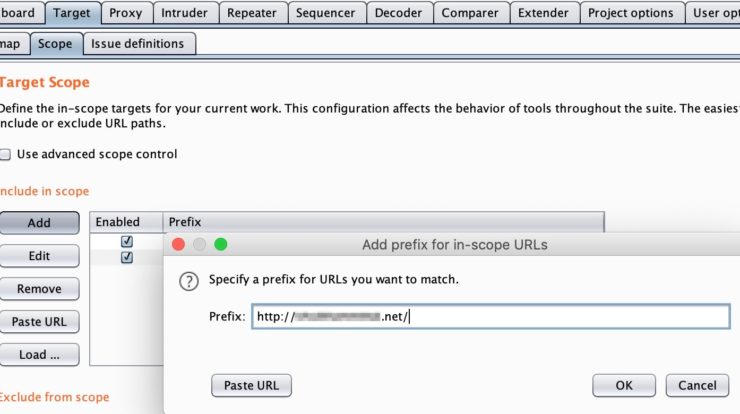 board Target Proxy Intruder Repeater Sequencer Decoder Comparer Extender Project options User opt
map Scope Issue definitions
Target Scope
Define the in-scope targets for your current work. This configuration affects the behavior of tools throughout the suite. The easiest
include or exclude URL paths.
Use advanced scope control
Include in scope
Add Enabled Prefix
Add prefix for in-scope URLs
Edit
? Specify a prefix for URLs you want to match.
Remove
Prefix: http:// .net/
Paste URL
Load ...
Paste URL OK Cancel
Exclude from scope